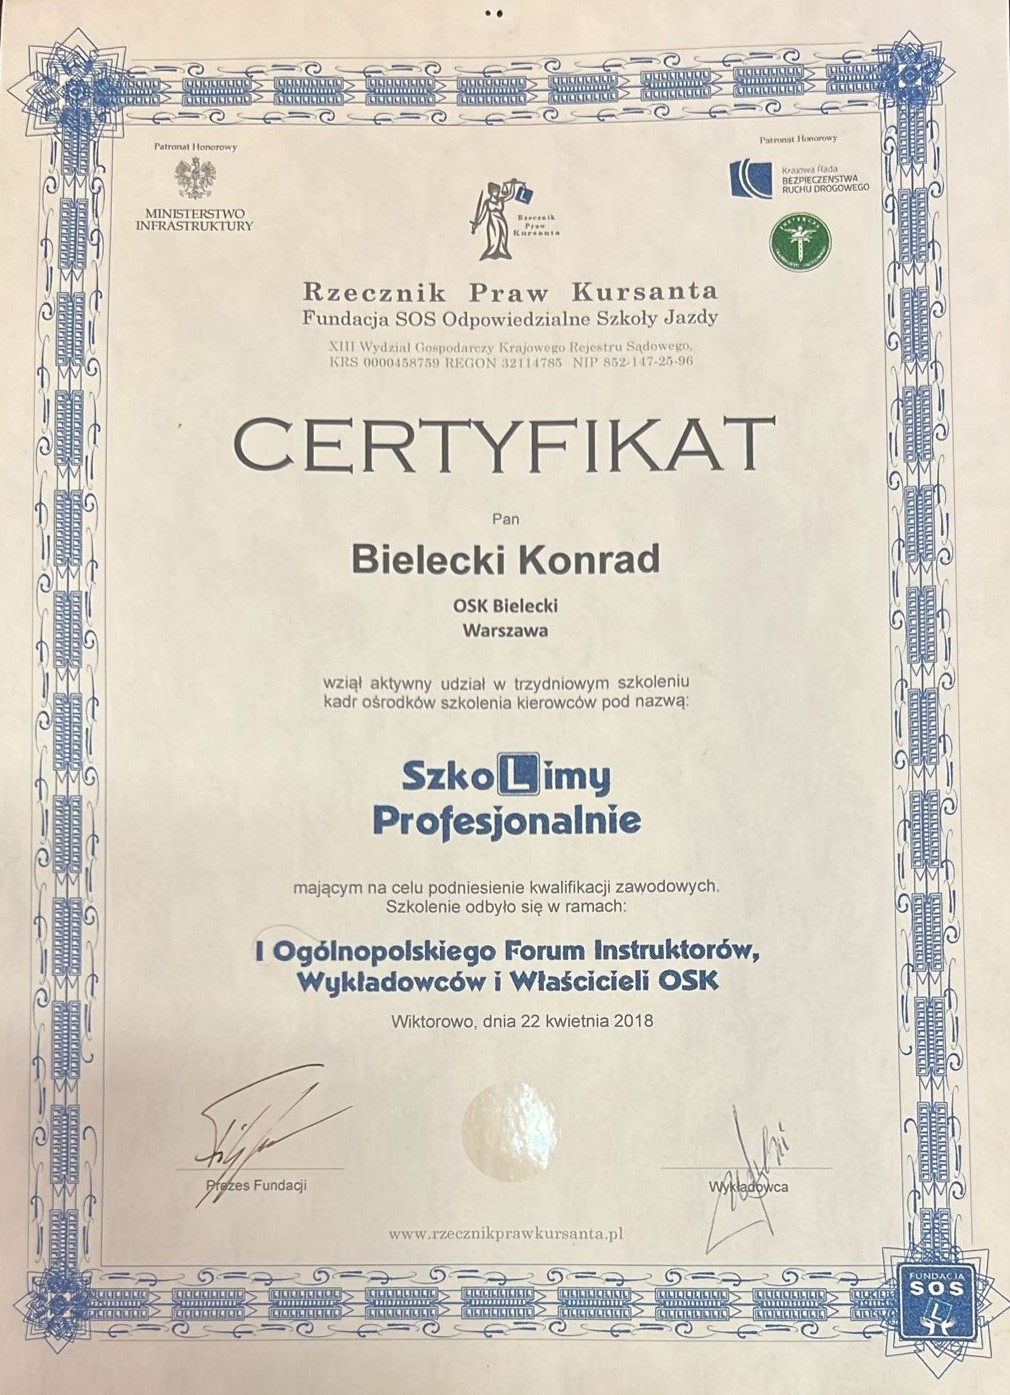 Patronat Honorowy
MINISTERSTWO
INFRASTRUKTURY
Rzecznik
Praw
Kursanta
Patronat Honorowy
Krajowa Rada
BEZPIECZEŃSTWA
RUCHU DROGOWEGO
Rzecznik Praw Kursanta
Fundacja SOS Odpowiedzialne Szkoły Jazdy
XIII Wydział Gospodarczy Krajowego Rejestru Sądowego,
KRS 0000458759 REGON 32114785 NIP 852-147-25-96
CERTYFIKAT
Pan
Bielecki Konrad
OSK Bielecki
Warszawa
wziął aktywny udział w trzydniowym szkoleniu
kadr ośrodków szkolenia kierowców pod nazwą:
SzkoLimy
Profesjonalnie
mającym na celu podniesienie kwalifikacji zawodowych.
Szkolenie odbyło się w ramach:
I Ogólnopolskiego Forum Instruktorów,
Wykładowców i Właścicieli OSK
Wiktorowo, dnia 22 kwietnia 2018
Prezes Fundacji
Wykładowca
www.rzecznikprawkursanta.pl
FUNDACJA
SOS
L